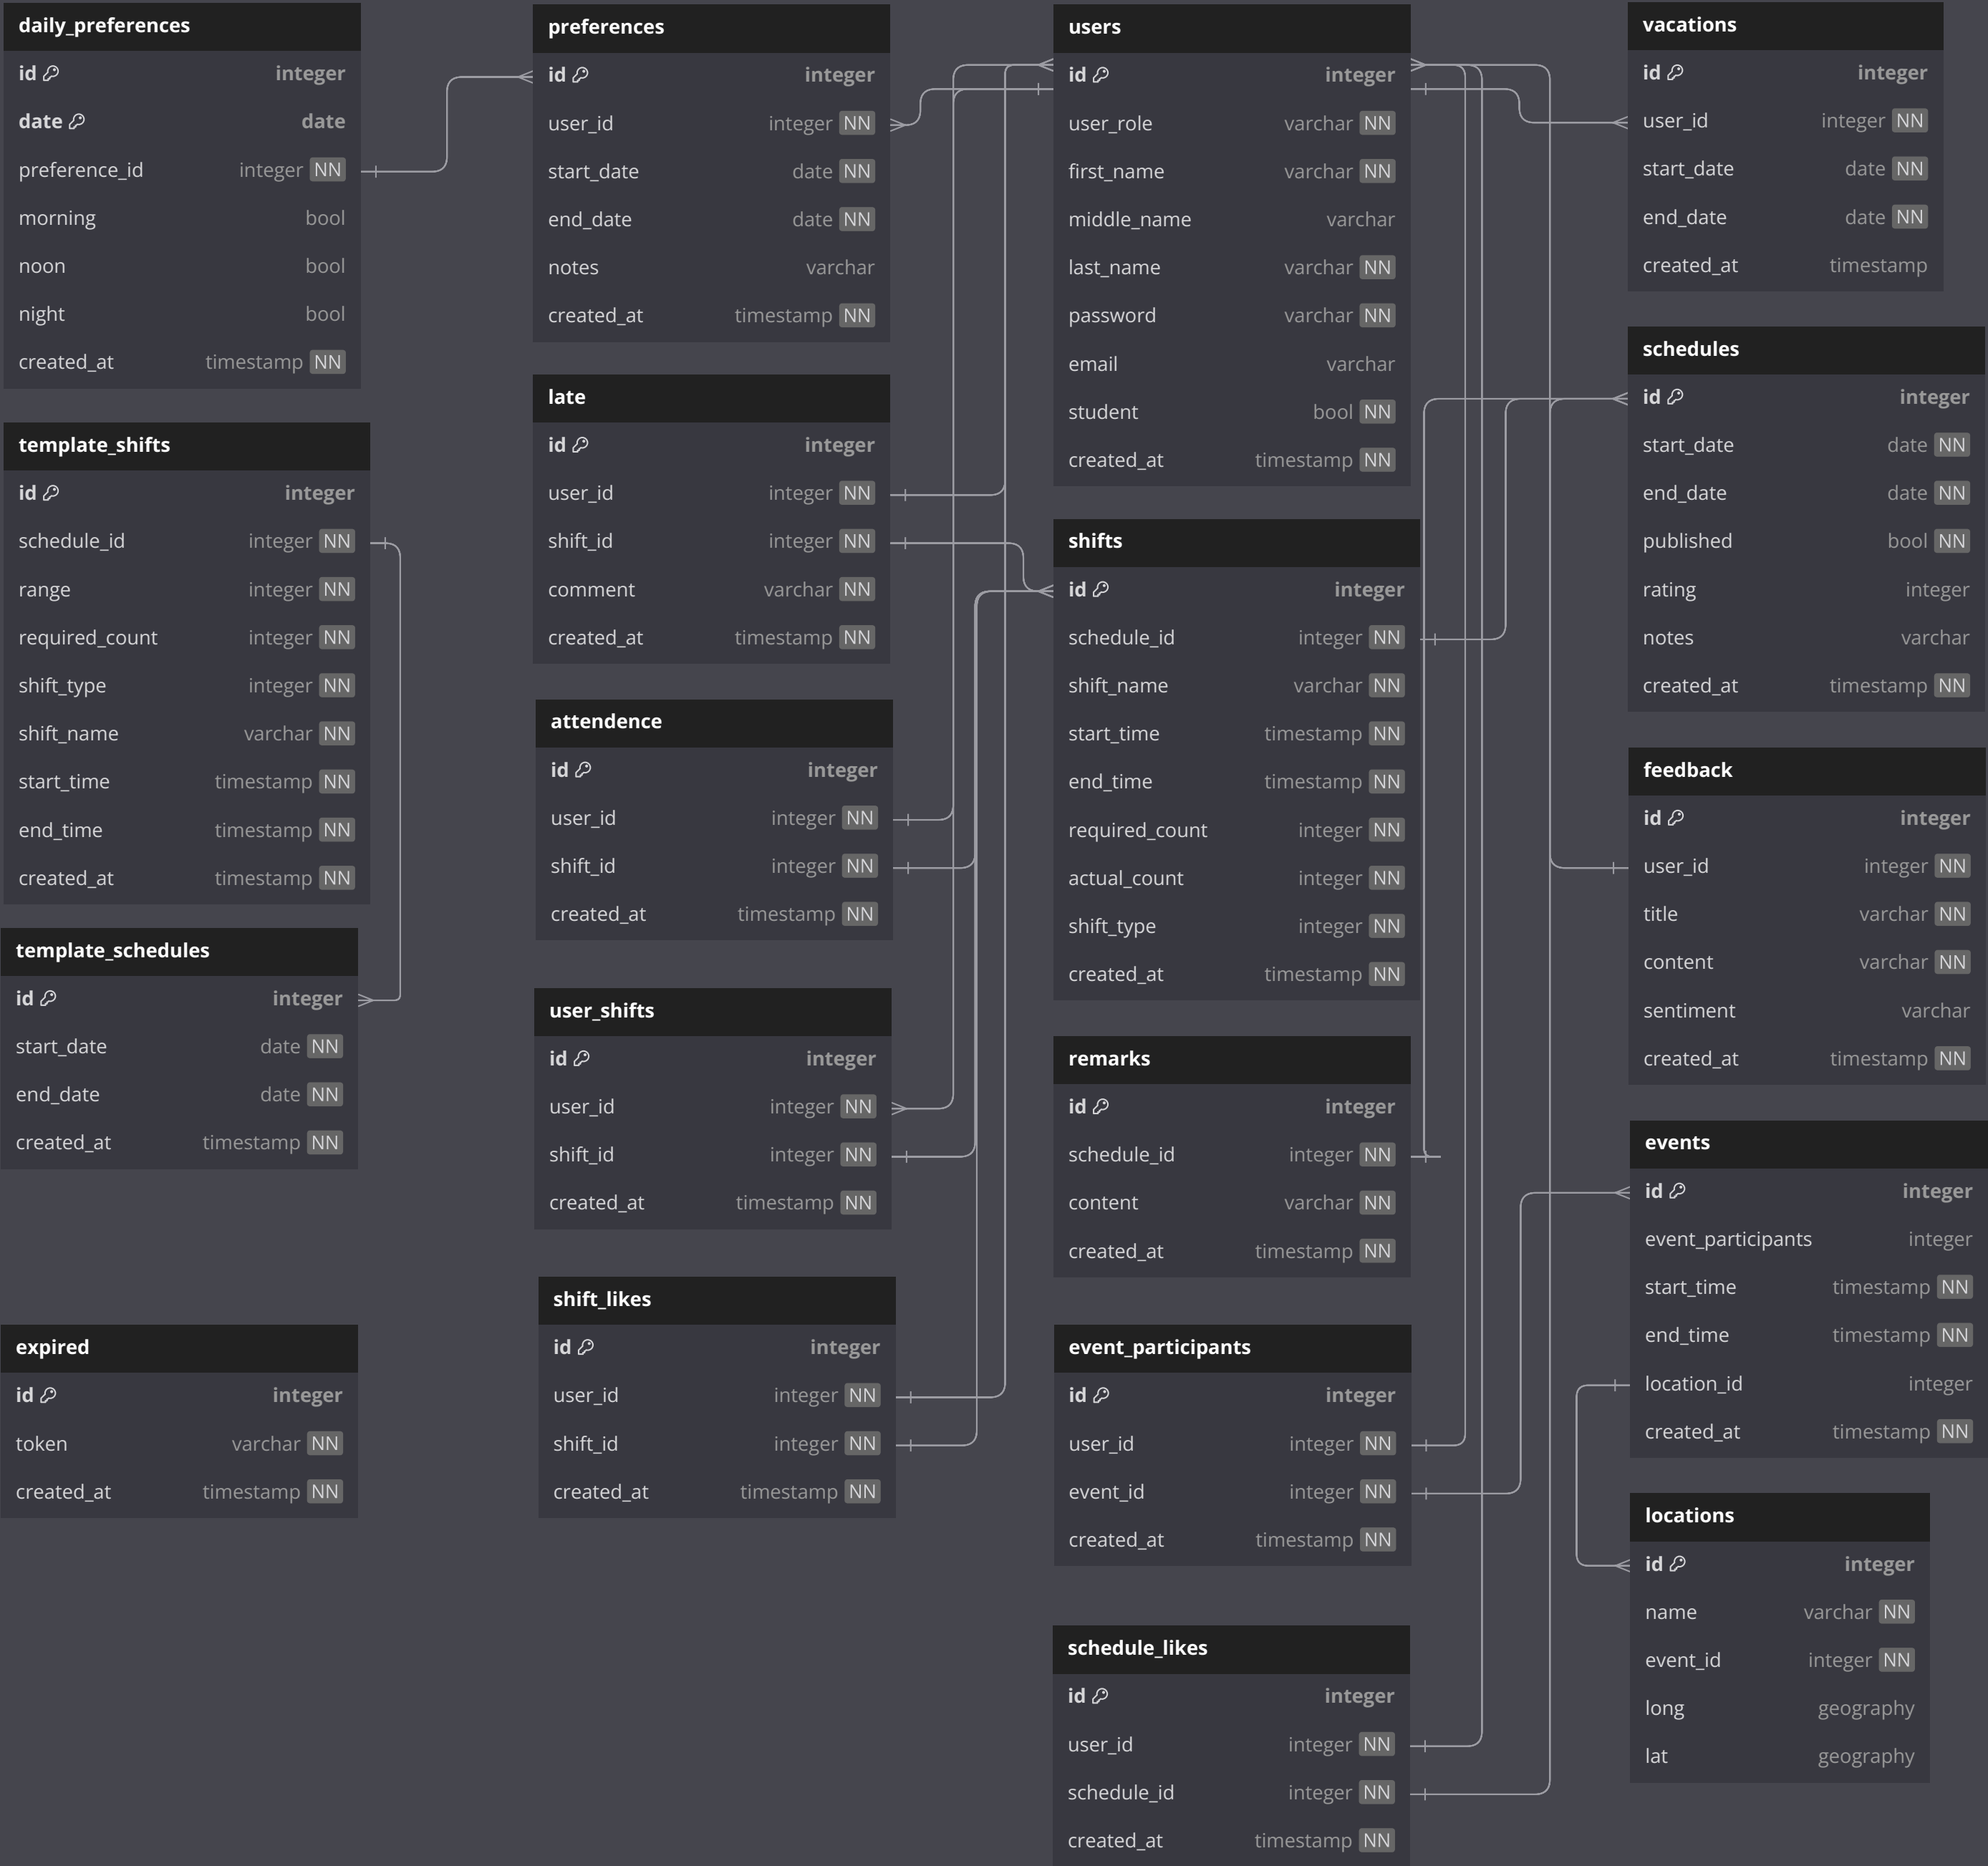 daily_preferences
id integer
date date
preference_id integer NN
morning bool
noon bool
night bool
created_at timestamp NN
template_shifts
id integer
schedule_id integer NN
range integer NN
required_count integer NN
shift_type integer NN
shift_name varchar NN
start_time timestamp NN
end_time timestamp NN
created_at timestamp NN
template_schedules
id integer
start_date date NN
end_date date NN
created_at timestamp NN
expired
id integer
token varchar NN
created_at timestamp NN
preferences
id integer
user_id integer NN
start_date date NN
end_date date NN
notes varchar
created_at timestamp NN
late
id integer
user_id integer NN
shift_id integer NN
comment varchar NN
created_at timestamp NN
attendence
id integer
user_id integer NN
shift_id integer NN
created_at timestamp NN
user_shifts
id integer
user_id integer NN
shift_id integer NN
created_at timestamp NN
shift_likes
id integer
user_id integer NN
shift_id integer NN
created_at timestamp NN
users
id integer
user_role varchar NN
first_name varchar NN
middle_name varchar
last_name varchar NN
password varchar NN
email varchar
student bool NN
created_at timestamp NN
shifts
id integer
schedule_id integer NN
shift_name varchar NN
start_time timestamp NN
end_time timestamp NN
required_count integer NN
actual_count integer NN
shift_type integer NN
created_at timestamp NN
remarks
id integer
schedule_id integer NN
content varchar NN
created_at timestamp NN
event_participants
id integer
user_id integer NN
event_id integer NN
created_at timestamp NN
schedule_likes
id integer
user_id integer NN
schedule_id integer NN
created_at timestamp NN
vacations
id integer
user_id integer NN
start_date date NN
end_date date NN
created_at timestamp
schedules
id integer
start_date date NN
end_date date NN
published bool NN
rating integer
notes varchar
created_at timestamp NN
feedback
id integer
user_id integer NN
title varchar NN
content varchar NN
sentiment varchar
created_at timestamp NN
events
id integer
event_participants integer
start_time timestamp NN
end_time timestamp NN
location_id integer
created_at timestamp NN
locations
id integer
name varchar NN
event_id integer NN
long geography
lat geography